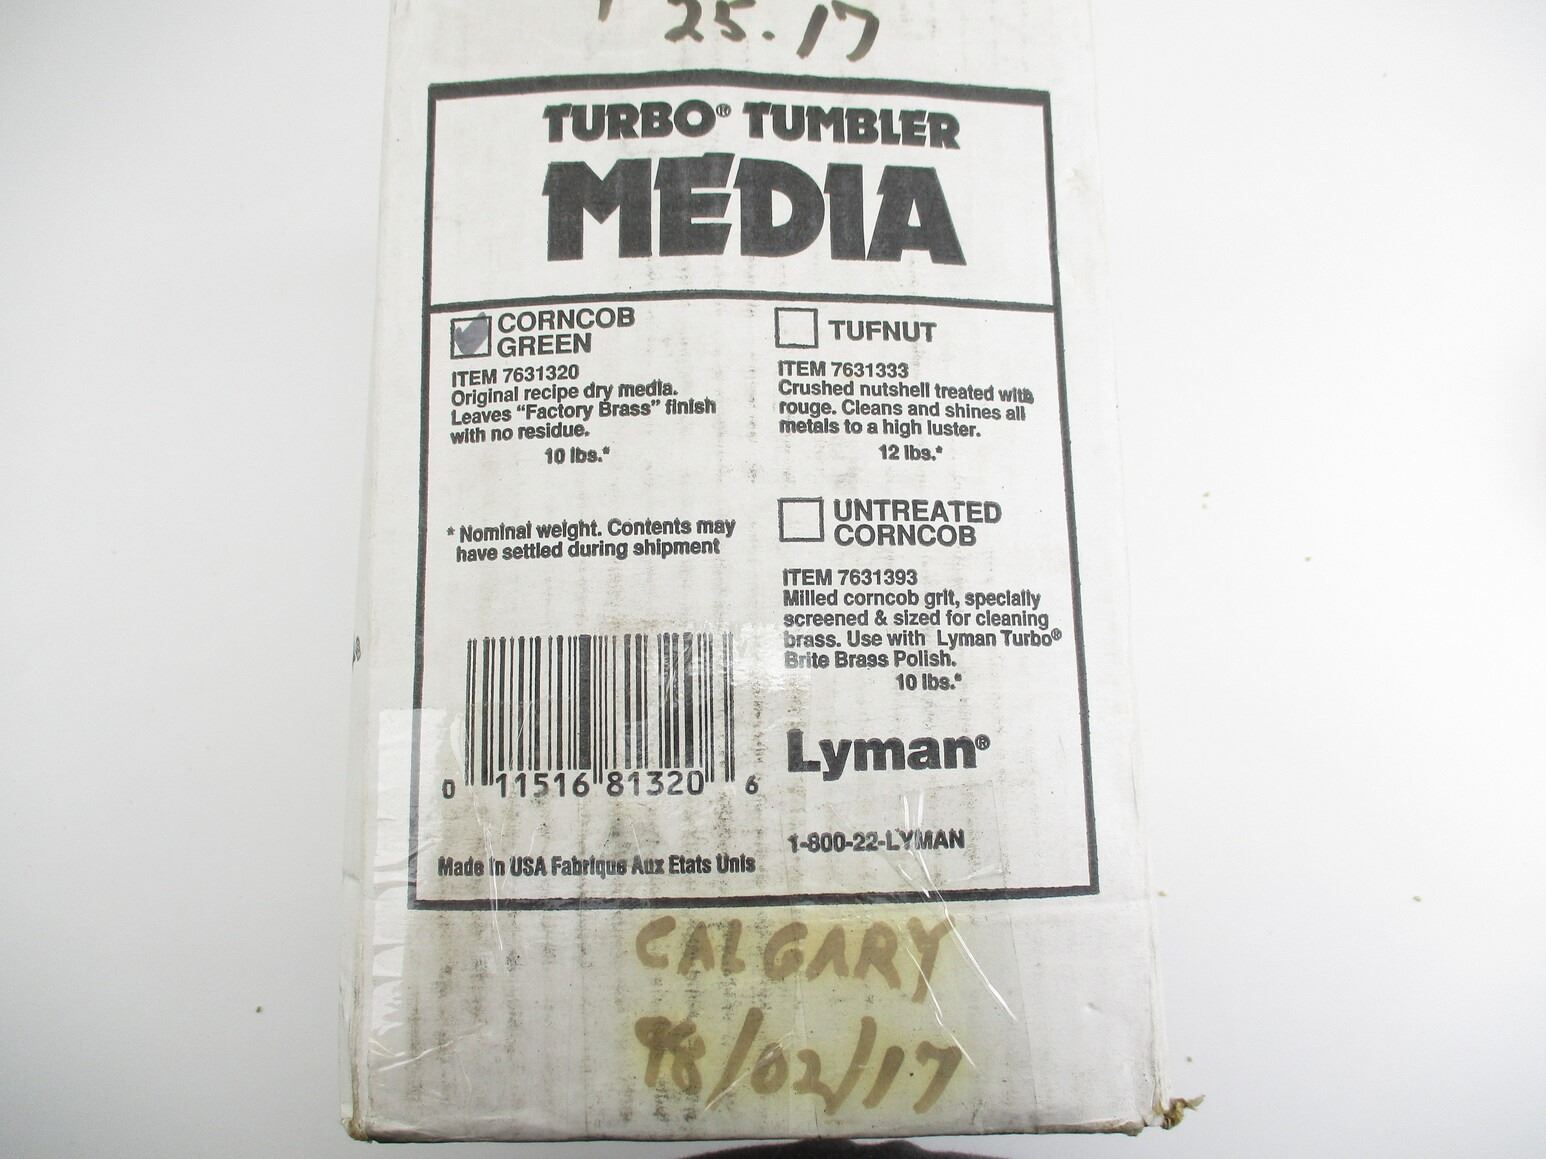 25.17
TURBO® TUMBLER
MEDIA
CORNCOB
GREEN
ITEM 7631320
Original recipe dry media.
Leaves “Factory Brass” finish
with no residue.
10 lbs.*
* Nominal weight. Contents may
have settled during shipment
TUFNUT
ITEM 7631333
Crushed nutshell treated with
rouge. Cleans and shines all
metals to a high luster.
12 lbs.*
UNTREATED
CORNCOB
ITEM 7631393
Milled corncob grit, specially
screened & sized for cleaning
brass. Use with Lyman Turbo®
Brite Brass Polish.
10 lbs.*
0 11516 81320 6
Made in USA Fabrique Aux Etats Unis
Lyman®
1-800-22-LYMAN
CALGARY
98/02/17